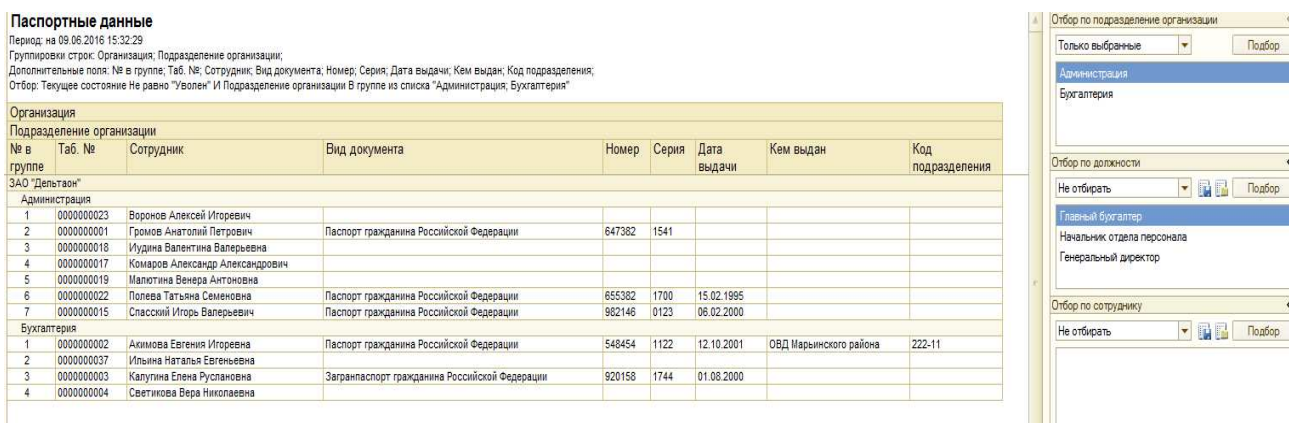 Паспортные данные
Период: на 09.06.2016 15:32:29
Группировки строк: Организация; Подразделение организации;
Дополнительные поля: № в группе; Таб. №; Сотрудник; Вид документа; Номер; Серия; Дата выдачи; Кем выдан; Код подразделения;
Отбор: Текущее состояние Не равно "Уволен" И Подразделение организации В группе из списка "Администрация; Бухгалтерия"
Организация
Подразделение организации
№ в группе Таб. № Сотрудник Вид документа Номер Серия Дата выдачи Кем выдан Код подразделения
ЗАО "Дельтаон"
Администрация
1 0000000023 Воронов Алексей Игоревич
2 0000000001 Громов Анатолий Петрович Паспорт гражданина Российской Федерации 647382 1541
3 0000000018 Иудина Валентина Валерьевна
4 0000000017 Комаров Александр Александрович
5 0000000019 Малютина Венера Антоновна
6 0000000022 Полева Татьяна Семеновна Паспорт гражданина Российской Федерации 655382 1700 15.02.1995
7 0000000015 Спасский Игорь Валерьевич Паспорт гражданина Российской Федерации 982146 0123 06.02.2000
Бухгалтерия
1 0000000002 Акимова Евгения Игоревна Паспорт гражданина Российской Федерации 548454 1122 12.10.2001 ОВД Марьинского района 222-11
2 0000000037 Ильина Наталья Евгеньевна
3 0000000003 Калугина Елена Руслановна Загранпаспорт гражданина Российской Федерации 920158 1744 01.08.2000
4 0000000004 Светикова Вера Николаевна
Отбор по подразделение организации
Только выбранные Подбор
Администрация
Бухгалтерия
Отбор по должности
Не отбирать Подбор
Главный бухгалтер
Начальник отдела персонала
Генеральный директор
Отбор по сотруднику
Не отбирать Подбор